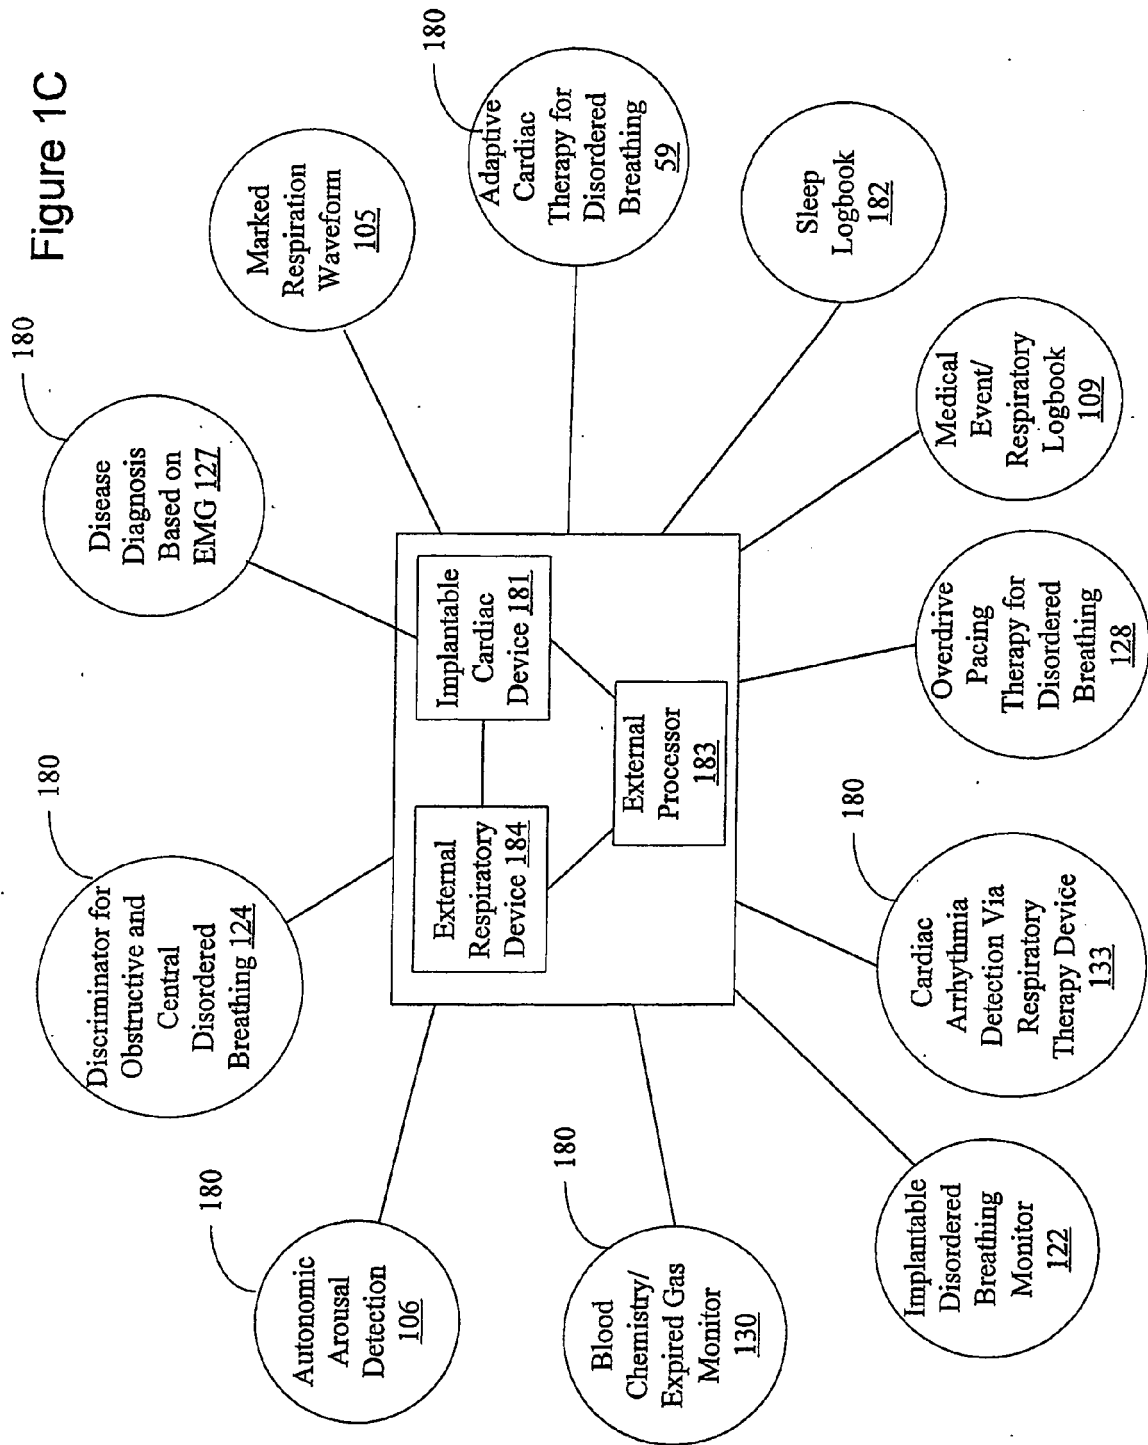 Figure 1C
180
Autonomic
Arousal
Detection
106
180
Discriminator for
Obstructive and
Central
Disordered
Breathing 124
180
Disease
Diagnosis
Based on
EMG 127
Marked
Respiration
Waveform
105
180
Adaptive
Cardiac
Therapy for
Disordered
Breathing
59
180
Blood
Chemistry/
Expired Gas
Monitor
130
External
Respiratory
Device 184
Implantable
Cardiac
Device 181
External
Processor
183
Sleep
Logbook
182
Implantable
Disordered
Breathing
Monitor
122
180
Cardiac
Arrhythmia
Detection Via
Respiratory
Therapy Device
133
Overdrive
Pacing
Therapy for
Disordered
Breathing
128
Medical
Event/
Respiratory
Logbook
109